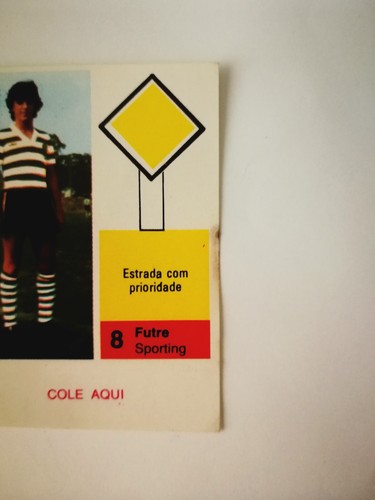 Estrada com
prioridade
8 Futre
Sporting
COLE AQUI